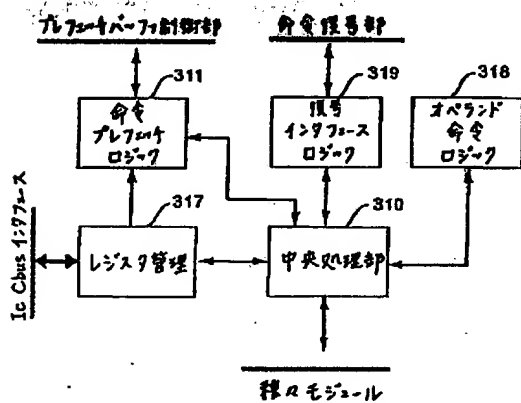 プレフェッチバッファ制御部
命令復号部
311
319
318
命令
プレフェッチ
ロジック
復号
インタフェース
ロジック
オペランド
命令
ロジック
317
310
レジスタ管理
中央処理部
Ic Cbus インタフェース
種々モジュール